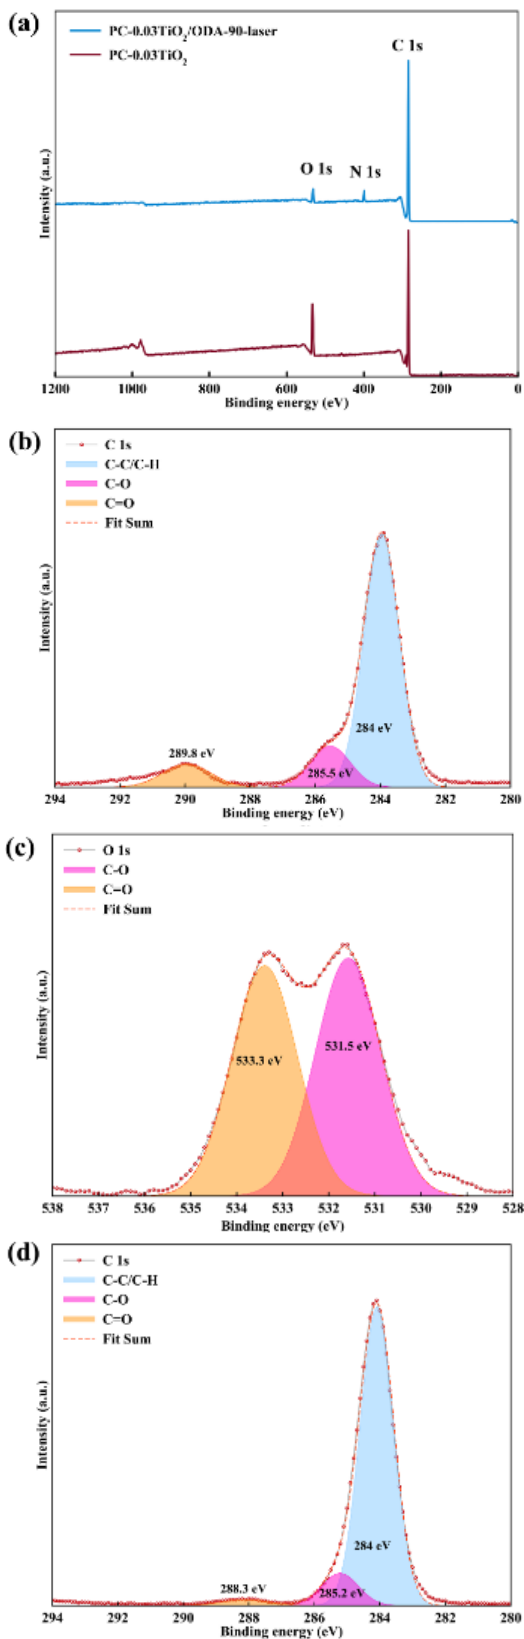 (a)
PC-0.03TiO2/ODA-90-laser
PC-0.03TiO2
C 1s
O 1s
N 1s
Intensity (a.u.)
1200 1000 800 600 400 200 0
Binding energy (eV)
(b)
C 1s
C-C/C-H
C-O
C=O
Fit Sum
289.8 eV
285.5 eV
284 eV
Intensity (a.u.)
294 292 290 288 286 284 282 280
Binding energy (eV)
(c)
O 1s
C-O
C=O
Fit Sum
533.3 eV
531.5 eV
Intensity (a.u.)
538 537 536 535 534 533 532 531 530 529 528
Binding energy (eV)
(d)
C 1s
C-C/C-H
C-O
C=O
Fit Sum
288.3 eV
285.2 eV
284 eV
Intensity (a.u.)
294 292 290 288 286 284 282 280
Binding energy (eV)